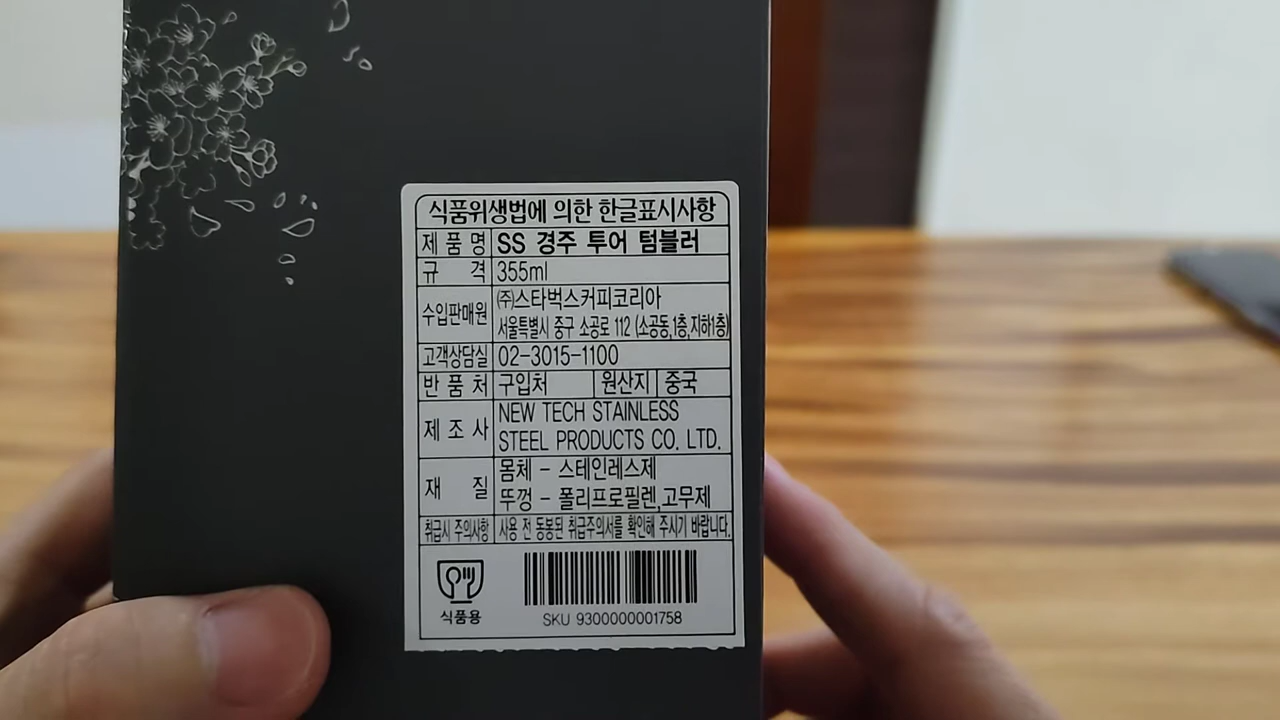 식품위생법에 의한 한글표시사항
제품명 SS 경주 투어 텀블러
규격 355ml
수입판매원 ㈜스타벅스커피코리아
서울특별시 중구 소공로 112 (소공동,1층,지하1층)
고객상담실 02-3015-1100
반품처 구입처 원산지 중국
제조사 NEW TECH STAINLESS
STEEL PRODUCTS CO. LTD.
재질 몸체 - 스테인레스제
뚜껑 - 폴리프로필렌,고무제
취급시 주의사항 사용 전 동봉된 취급주의서를 확인해 주시기 바랍니다.
식품용
SKU 9300000001758